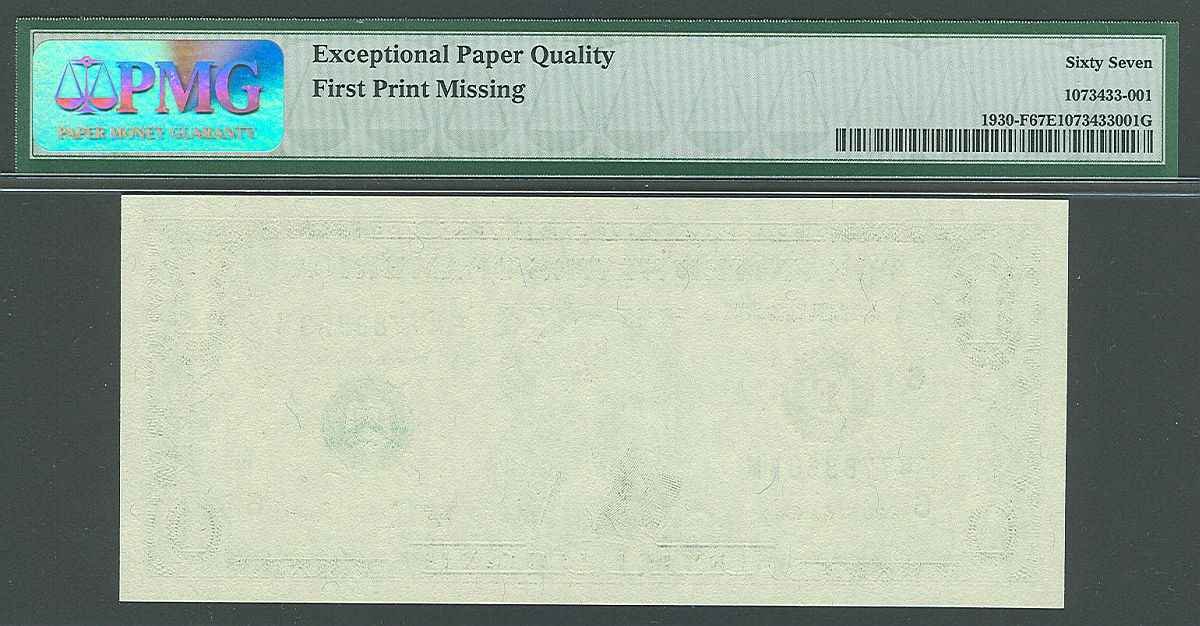 PMG
PAPER MONEY GUARANTY
Exceptional Paper Quality
First Print Missing
Sixty Seven
1073433-001
1930-F67E1073433001G